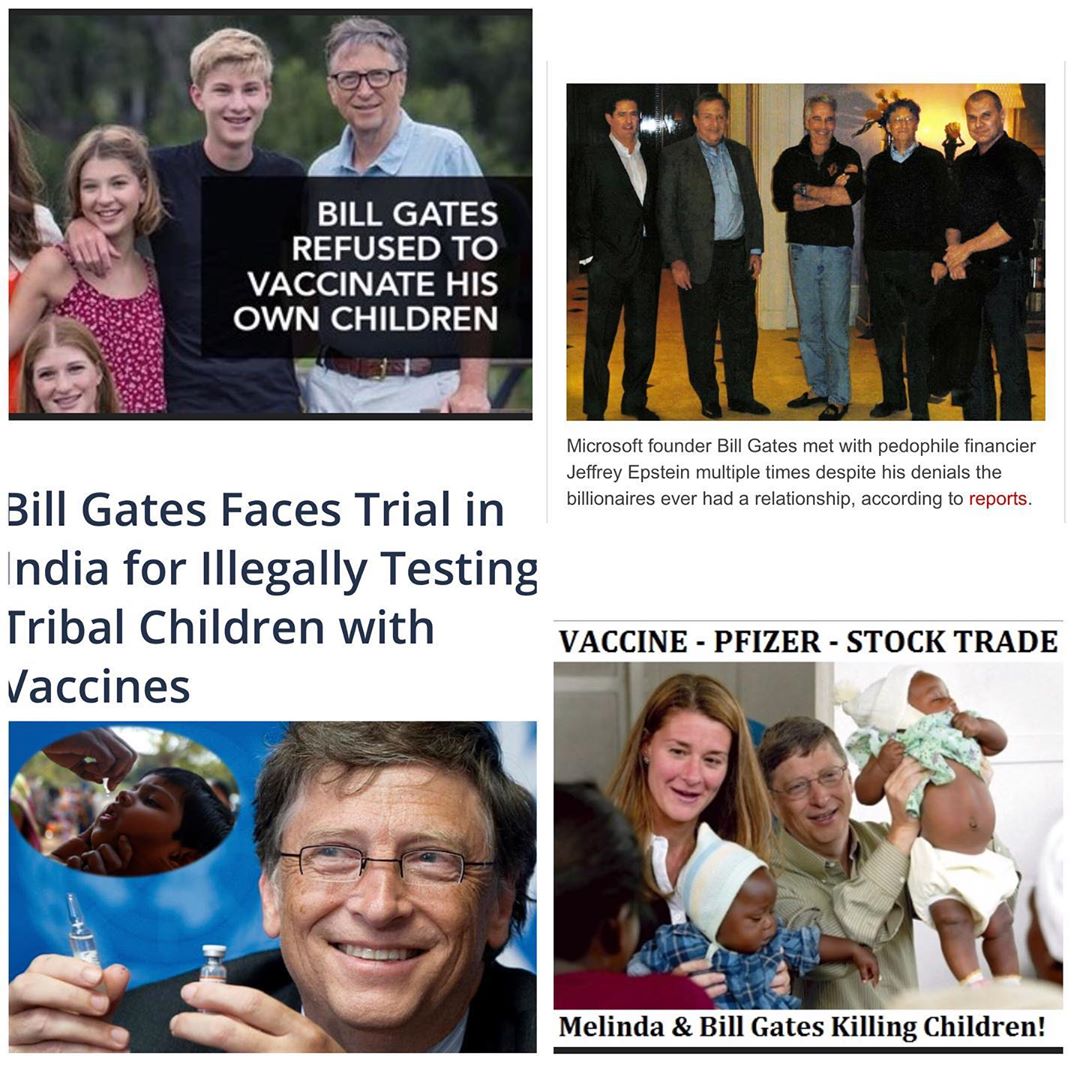 BILL GATES
REFUSED TO
VACCINATE HIS
OWN CHILDREN
Microsoft founder Bill Gates met with pedophile financier
Jeffrey Epstein multiple times despite his denials the
billionaires ever had a relationship, according to reports.
Bill Gates Faces Trial in
India for Illegally Testing
Tribal Children with
Vaccines
VACCINE - PFIZER - STOCK TRADE
Melinda & Bill Gates Killing Children!